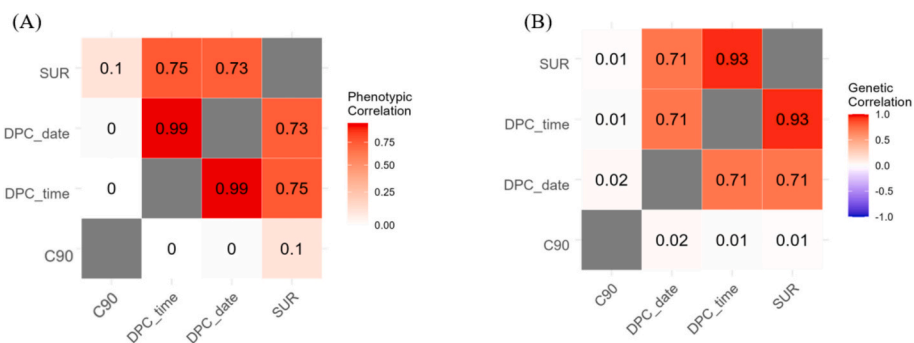 (A)
SUR 0.1 0.75 0.73
DPC_date 0 0.99 0.73
DPC_time 0 0.99 0.75
C90 0 0 0.1
C90 DPC_time DPC_date SUR
Phenotypic
Correlation
0.75
0.50
0.25
0.00
(B)
SUR 0.01 0.71 0.93
DPC_time 0.01 0.71 0.93
DPC_date 0.02 0.71 0.71
C90 0.02 0.01 0.01
C90 DPC_date DPC_time SUR
Genetic
Correlation
1.0
0.5
0.0
-0.5
-1.0